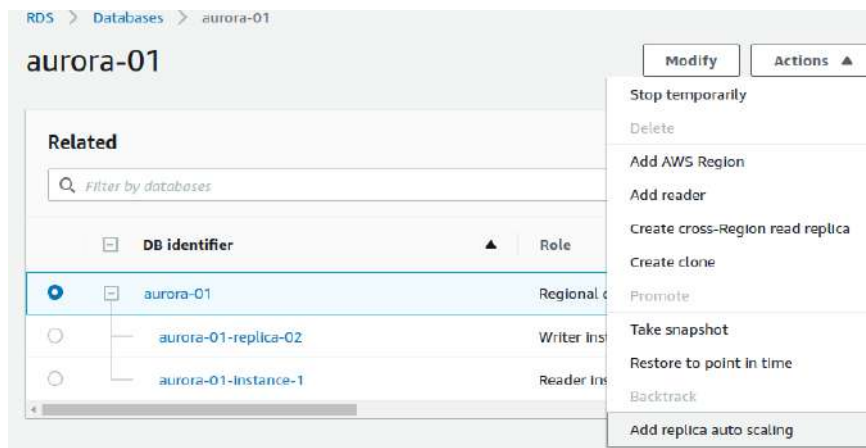 RDS > Databases > aurora-01
aurora-01
Modify
Actions
Stop temporarily
Delete
Add AWS Region
Add reader
Create cross-Region read replica
Create clone
Promote
Take snapshot
Restore to point in time
Backtrack
Add replica auto scaling
Related
Filter by databases
DB identifier
Role
aurora-01
Regional c
aurora-01-replica-02
Writer ins
aurora-01-instance-1
Reader ins